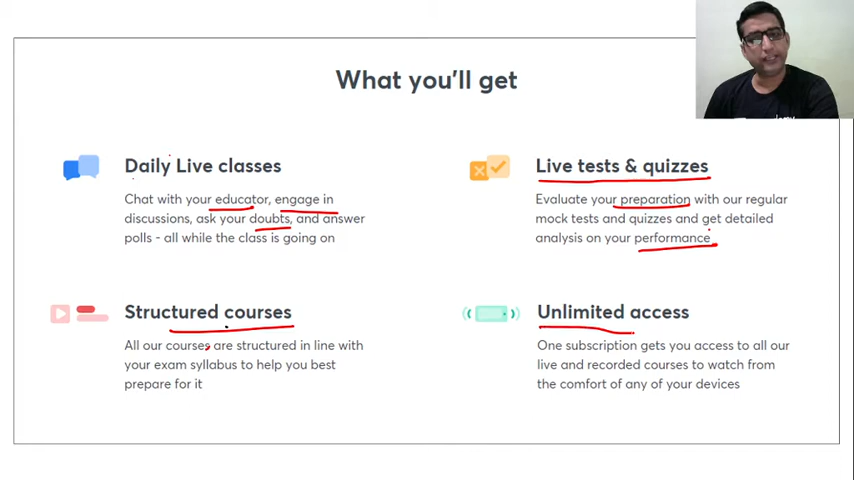 What you'll get
Daily Live classes
Chat with your educator, engage in
discussions, ask your doubts, and answer
polls - all while the class is going on
Live tests & quizzes
Evaluate your preparation with our regular
mock tests and quizzes and get detailed
analysis on your performance
Structured courses
All our courses are structured in line with
your exam syllabus to help you best
prepare for it
Unlimited access
One subscription gets you access to all our
live and recorded courses to watch from
the comfort of any of your devices